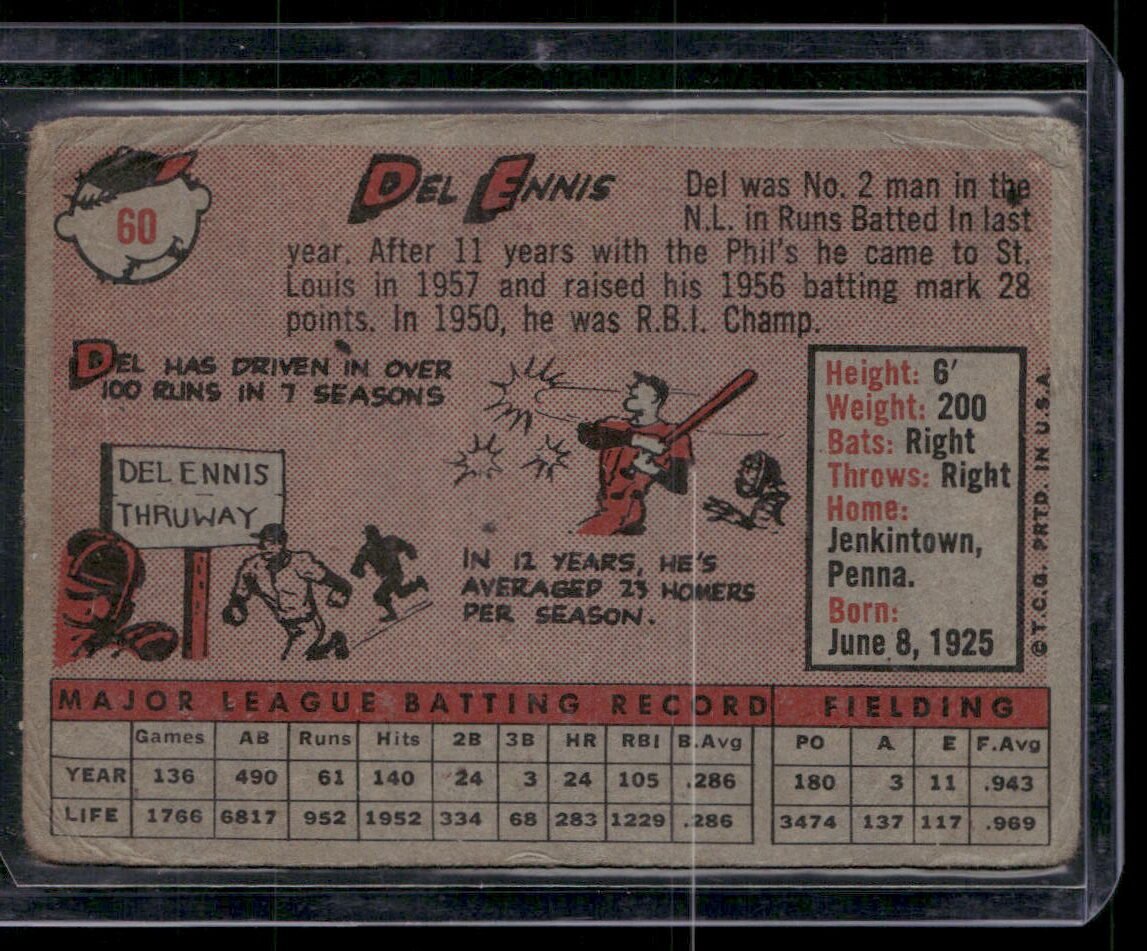 60
DEL ENNIS
Del was No. 2 man in the
N.L. in Runs Batted In last
year. After 11 years with the Phil's he came to St.
Louis in 1957 and raised his 1956 batting mark 28
points. In 1950, he was R.B.I. Champ.
DEL HAS DRIVEN IN OVER
100 RUNS IN 7 SEASONS
DEL ENNIS
THRUWAY
IN 12 YEARS, HE'S
AVERAGED 23 HOMERS
PER SEASON.
Height: 6'
Weight: 200
Bats: Right
Throws: Right
Home:
Jenkintown,
Penna.
Born:
June 8, 1925
©T.C.G. PRTD. IN U.S.A.
MAJOR LEAGUE BATTING RECORD FIELDING
Games AB Runs Hits 2B 3B HR RBI B.Avg PO A E F.Avg
YEAR 136 490 61 140 24 3 24 105 .286 180 3 11 .943
LIFE 1766 6817 952 1952 334 68 283 1229 .286 3474 137 117 .969